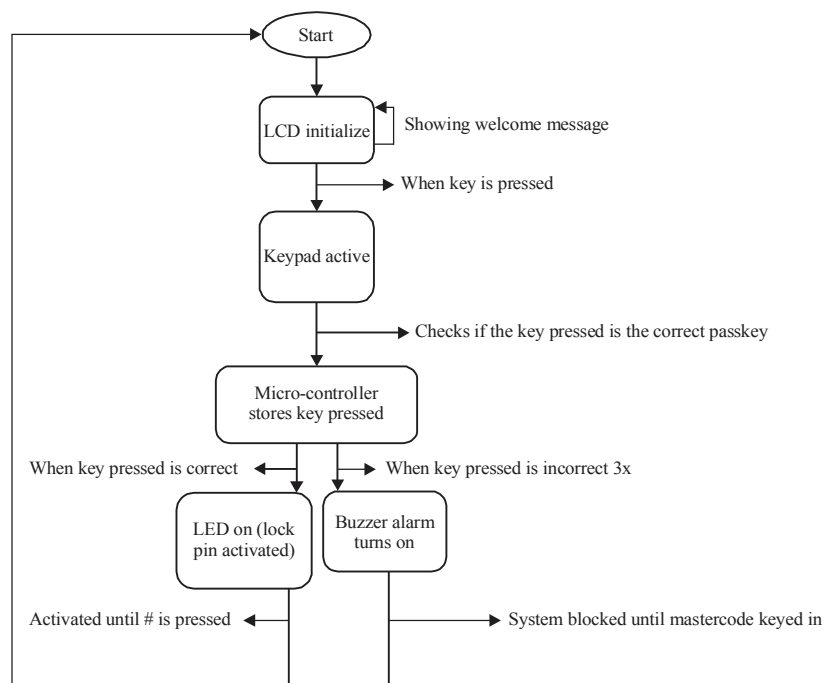 Start
LCD initialize
Showing welcome message
When key is pressed
Keypad active
Checks if the key pressed is the correct passkey
Micro-controller
stores key pressed
When key pressed is correct
When key pressed is incorrect 3x
LED on (lock
pin activated)
Buzzer alarm
turns on
Activated until # is pressed
System blocked until mastercode keyed in